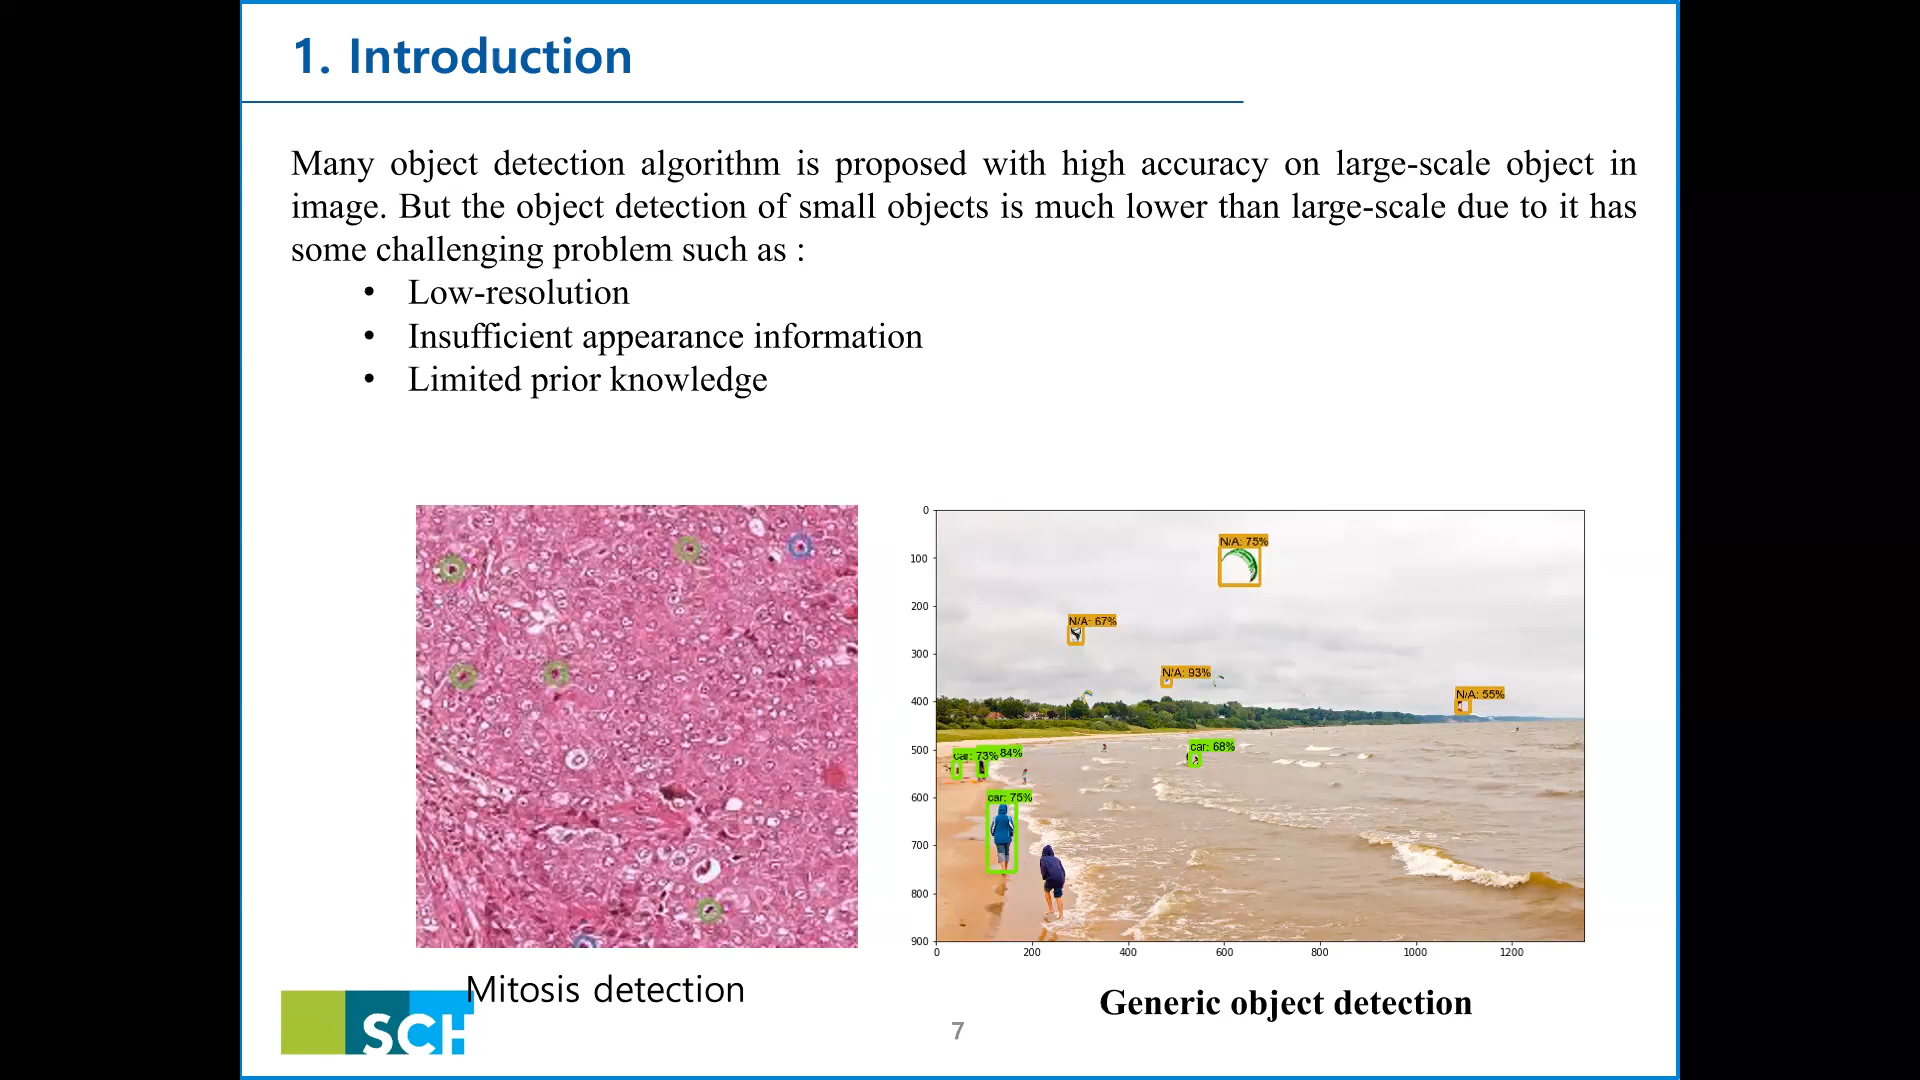 1. Introduction
Many object detection algorithm is proposed with high accuracy on large-scale object in
image. But the object detection of small objects is much lower than large-scale due to it has
some challenging problem such as :
• Low-resolution
• Insufficient appearance information
• Limited prior knowledge
0
100
200
300
400
500
600
700
800
900
N/A: 75%
N/A: 67%
N/A: 93%
N/A: 55%
car: 68%
car: 73% 84%
car: 75%
0 200 400 600 800 1000 1200
Mitosis detection
Generic object detection
SCH
7